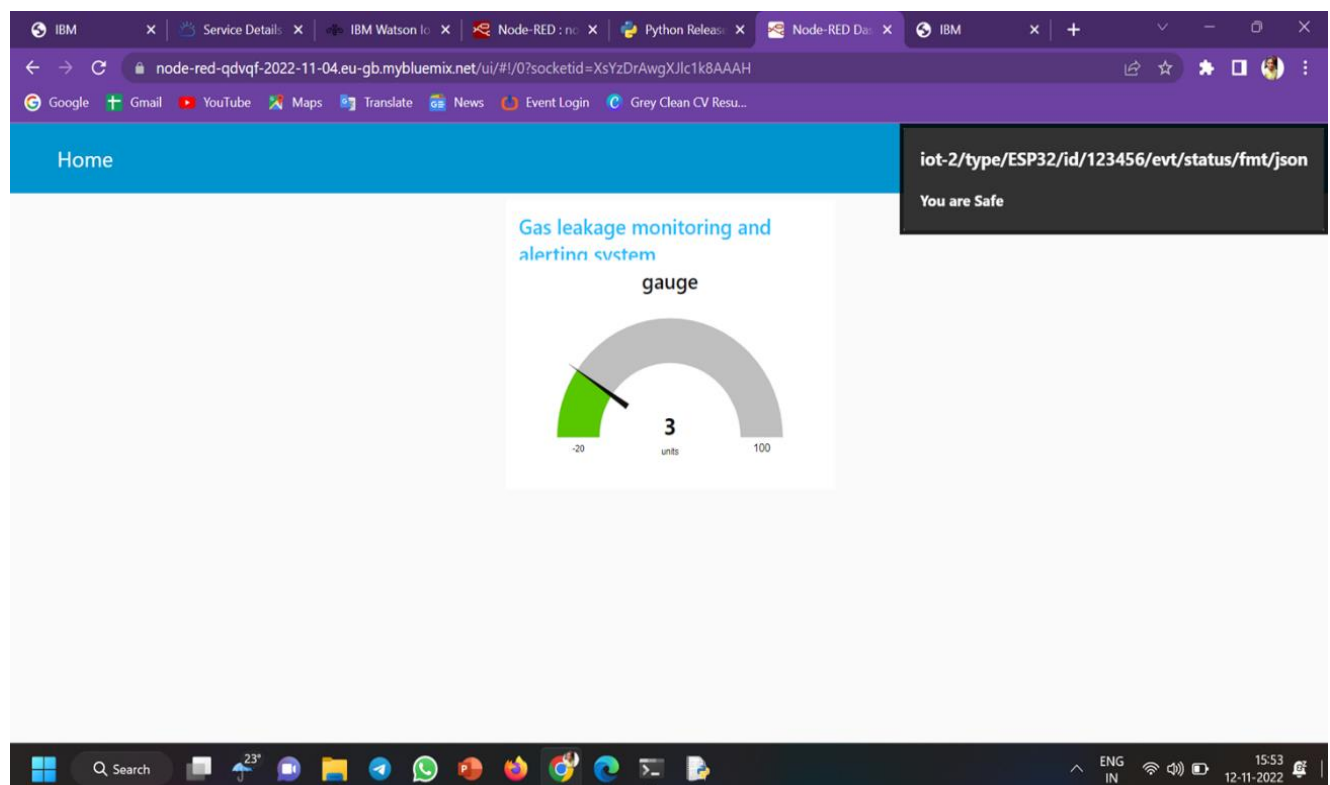 IBM
Service Details
IBM Watson Io
Node-RED : no
Python Releas
Node-RED Da
IBM
node-red-qdvqf-2022-11-04.eu-gb.mybluemix.net/ui/#!/0?socketid=XsYzDrAwgXJlc1k8AAAH
Google
Gmail
YouTube
Maps
Translate
News
Event Login
Grey Clean CV Resu...
Home
iot-2/type/ESP32/id/123456/evt/status/fmt/json
You are Safe
Gas leakage monitoring and
alerting system
gauge
3
units
-20
100
Search
23°
ENG
IN
15:53
12-11-2022